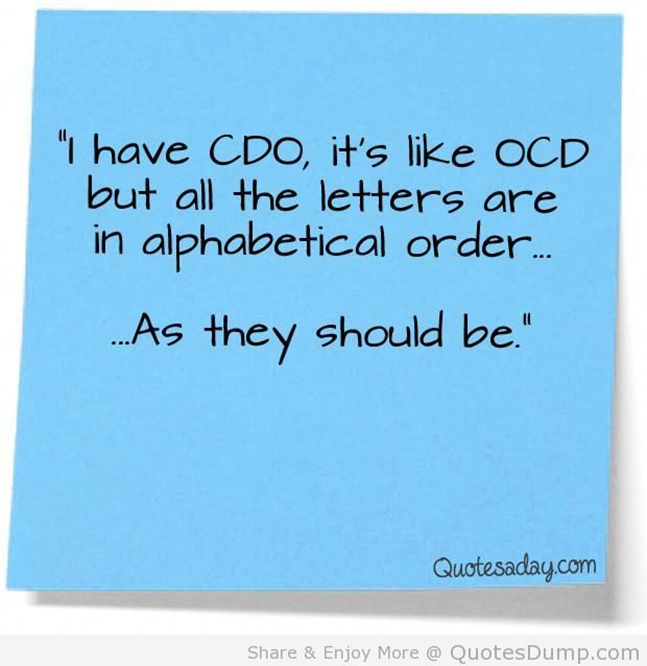 "I have CDO, it's like OCD
but all the letters are
in alphabetical order...
...As they should be."
Quotesaday.com
Share & Enjoy More @ QuotesDump.com